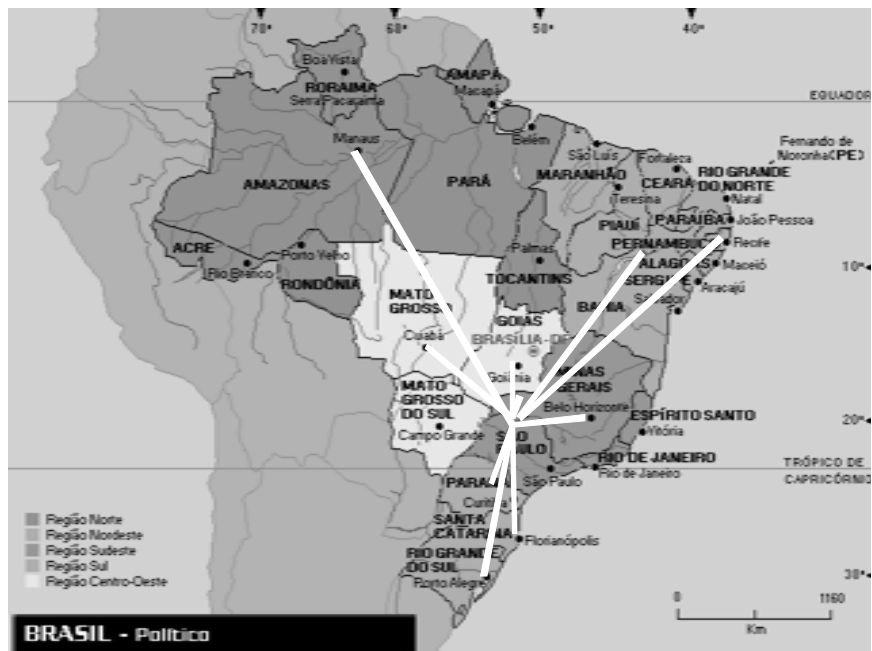 70°
60°
50°
40°
Boa Vista
RORAIMA
Serra Pacaraima
AMAPÁ
Macapá
EQUADOR
Manaus
Belém
São Luís
Fortaleza
Fernando de
Noronha(PE)
AMAZONAS
PARÁ
MARANHÃO
CEARÁ
RIO GRANDE
DO NORTE
Teresina
Natal
PIAUÍ
PARAIBA
João Pessoa
ACRE
Porto Velho
Palmas
PERNAMBUC
Recife
Rio Branco
RONDÔNIA
TOCANTINS
ALAGOAS
Maceió
10°
SERGIPE
Aracajú
MATO
GROSSO
GOIAS
BAHIA
Salvador
Cuiabá
BRASÍLIA-DF
Goiânia
MINAS
GERAIS
MATO
GROSSO
DO SUL
Belo Horizonte
ESPÍRITO SANTO
20°
Campo Grande
Vitória
SÃO
PAULO
RIO DE JANEIRO
Rio de Janeiro
TRÓPICO DE
CAPRICÓRNIO
São Paulo
PARANÁ
Curitiba
SANTA
CATARINA
Florianópolis
RIO GRANDE
DO SUL
Porto Alegre
30°
Região Norte
Região Nordeste
Região Sudeste
Região Sul
Região Centro-Oeste
0
1160
Km
BRASIL - Político